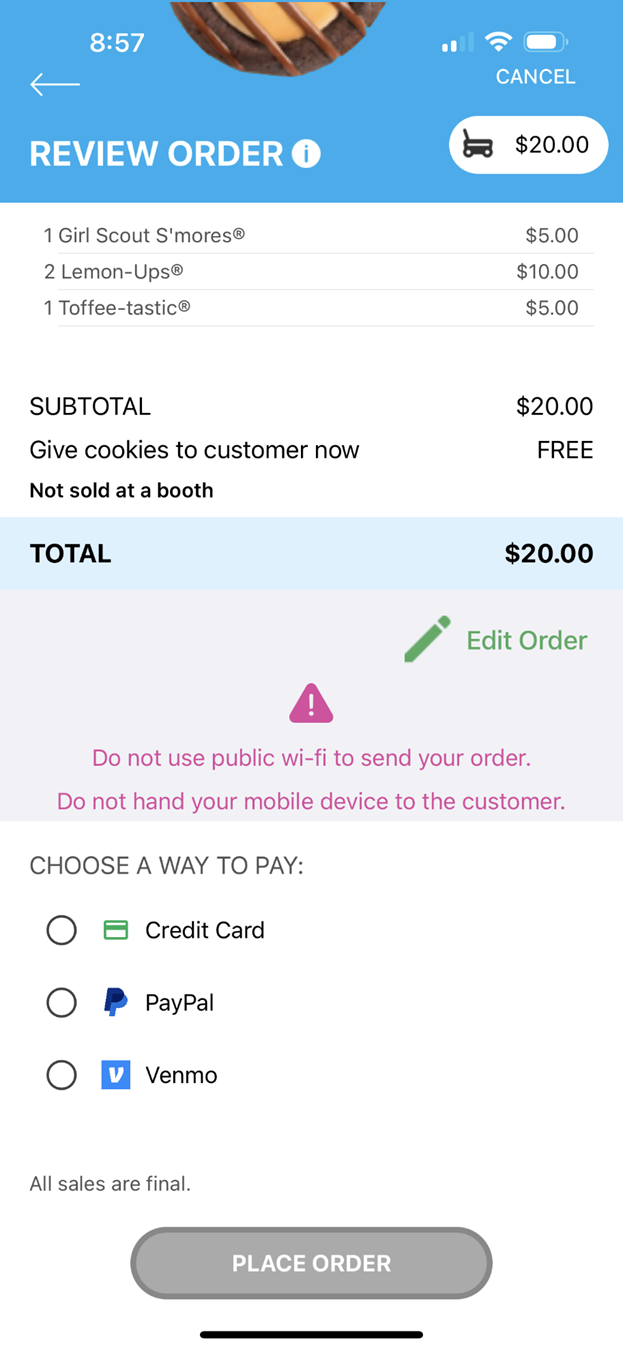 8:57
CANCEL
REVIEW ORDER
$20.00
1 Girl Scout S'mores® $5.00
2 Lemon-Ups® $10.00
1 Toffee-tastic® $5.00
SUBTOTAL $20.00
Give cookies to customer now FREE
Not sold at a booth
TOTAL $20.00
Edit Order
Do not use public wi-fi to send your order.
Do not hand your mobile device to the customer.
CHOOSE A WAY TO PAY:
Credit Card
PayPal
Venmo
All sales are final.
PLACE ORDER